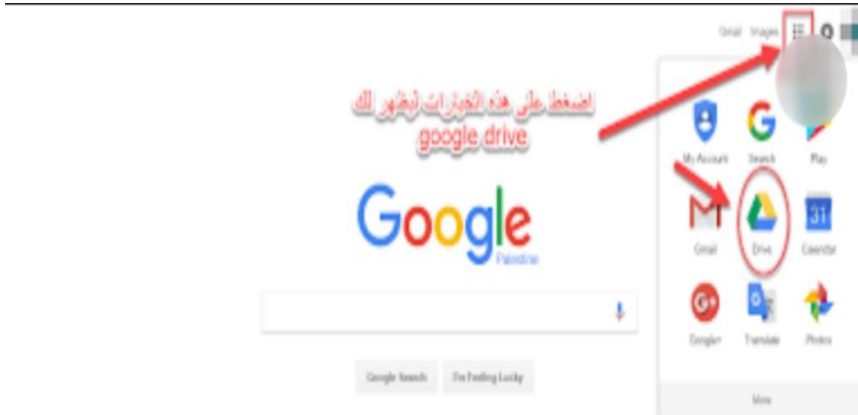 Gmail Images
اضغط على هذه الخيارات ليظهر لك
google drive
My Account Search Play
Google
Palestine
31
Gmail Drive Calendar
G+
Google+ Translate Photos
Google Search I'm Feeling Lucky
More